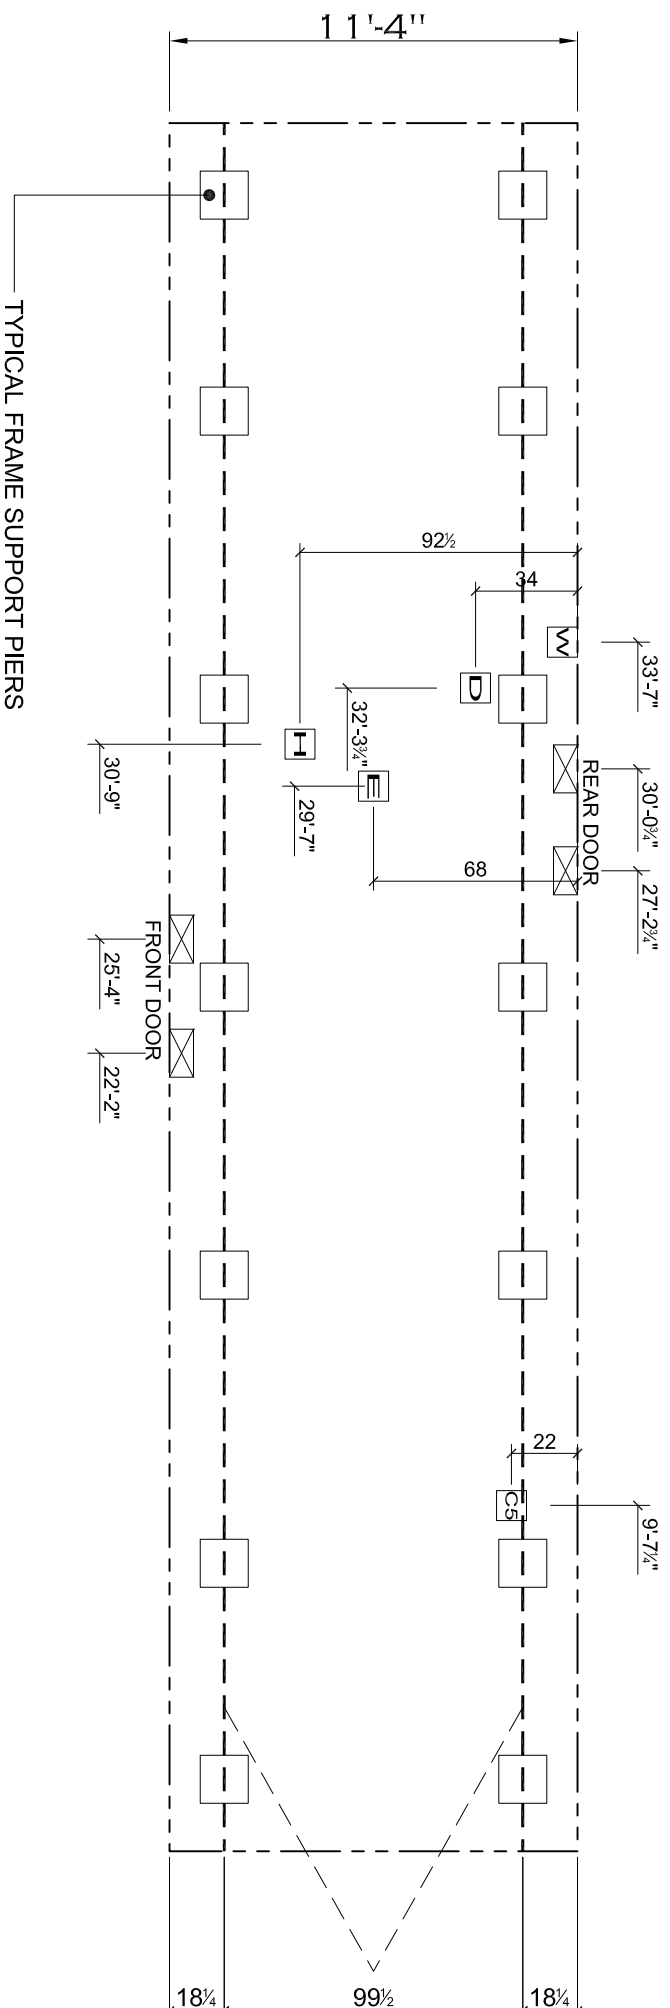 11'-4"
TYPICAL FRAME SUPPORT PIERS
92½
34
W
33'-7"
D
32'-3¾"
H
30'-9"
E
29'-7"
REAR DOOR
30'-0¾"
27'-2¾"
68
FRONT DOOR
25'-4"
22'-2"
22
C5
9'-7¼"
18¼
99½
18¼